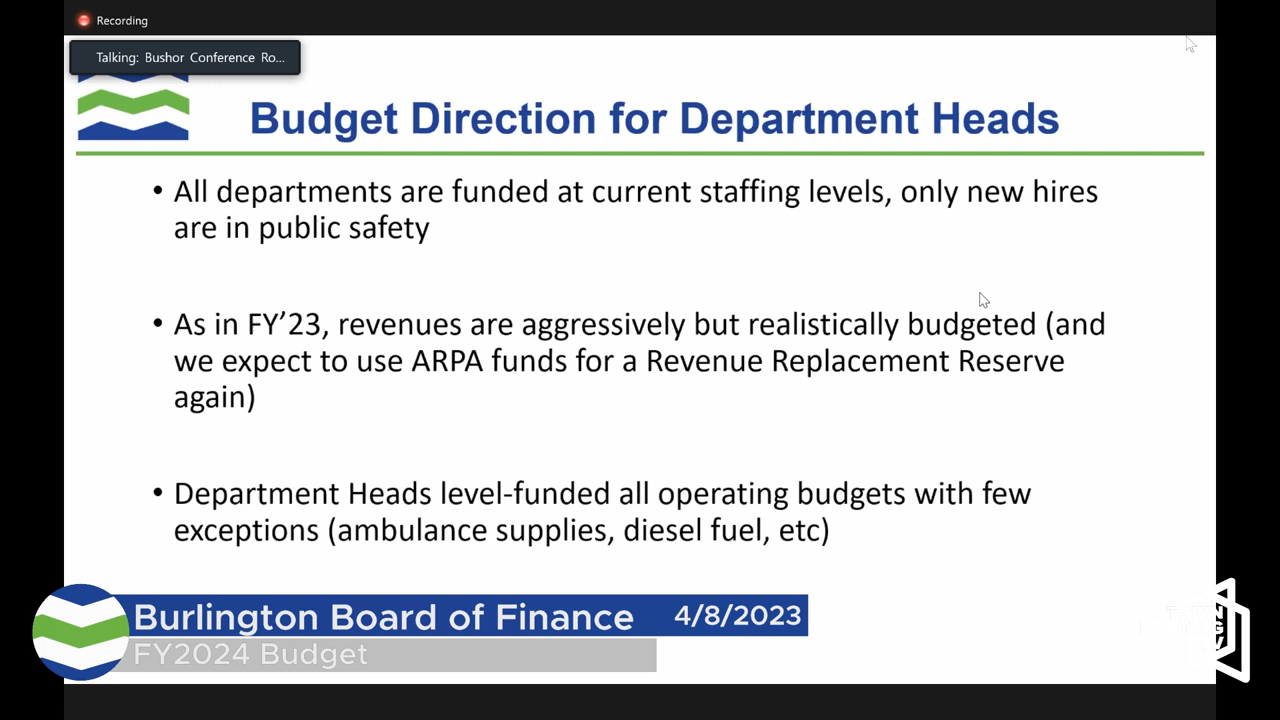 Recording
Talking: Bushor Conference Ro...
Budget Direction for Department Heads
• All departments are funded at current staffing levels, only new hires
are in public safety
• As in FY’23, revenues are aggressively but realistically budgeted (and
we expect to use ARPA funds for a Revenue Replacement Reserve
again)
• Department Heads level-funded all operating budgets with few
exceptions (ambulance supplies, diesel fuel, etc)
Burlington Board of Finance 4/8/2023
FY2024 Budget